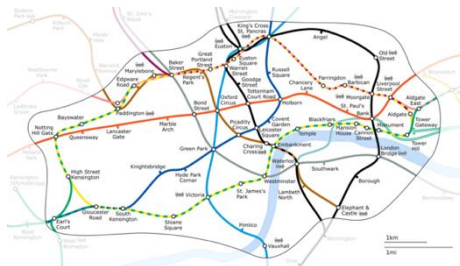 King's Cross
St. Pancras
Angel
Euston
Great
Portland
Street
Baker
Street
Marylebone
Edgware
Road
Regent's
Park
Euston
Square
Warren
Street
Russell
Square
Old
Street
Goodge
Street
Farringdon
Barbican
Liverpool
Street
Moorgate
Chancery
Lane
Tottenham
Court Road
Holborn
St. Paul's
Bank
Aldgate
East
Aldgate
Tower
Gateway
Tower
Hill
Monument
Paddington
Bayswater
Notting
Hill Gate
Queensway
Lancaster
Gate
Marble
Arch
Bond
Street
Oxford
Circus
Covent
Garden
Leicester
Square
Piccadilly
Circus
Charing
Cross
Embankment
Temple
Blackfriars
Mansion
House
Cannon
Street
London
Bridge
Green Park
Hyde Park
Corner
Knightsbridge
High Street
Kensington
Waterloo
Southwark
Westminster
Lambeth
North
Borough
St. James's
Park
Victoria
Sloane
Square
South
Kensington
Gloucester
Road
Earl's
Court
Pimlico
Vauxhall
Elephant
& Castle
1km
1mi